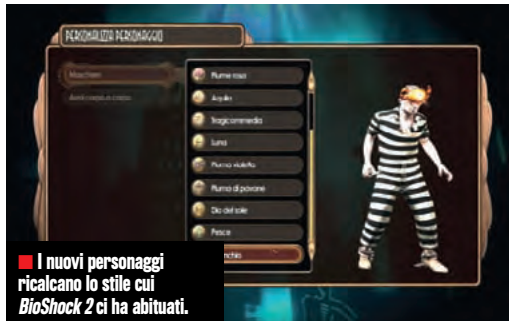 PERSONALIZZA PERSONAGGIO
Maschere
Piume rosa
Aquila
Tragicommedia
Luna
Piuma violetta
Piuma di pavone
Dio del sole
Pesce
I nuovi personaggi
ricalcano lo stile cui
BioShock 2 ci ha abituati.